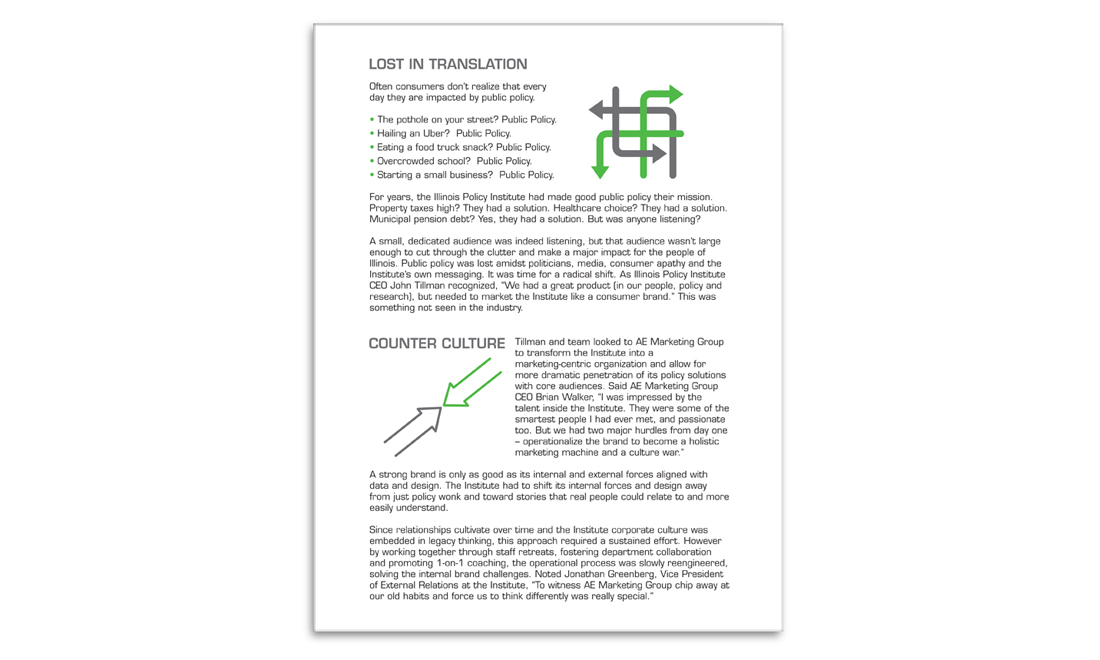 LOST IN TRANSLATION
Often consumers don't realize that every
day they are impacted by public policy.
• The pothole on your street? Public Policy.
• Hailing an Uber?  Public Policy.
• Eating a food truck snack? Public Policy.
• Overcrowded school?  Public Policy.
• Starting a small business?  Public Policy.
For years, the Illinois Policy Institute had made good public policy their mission.
Property taxes high? They had a solution. Healthcare choice? They had a solution.
Municipal pension debt? Yes, they had a solution. But was anyone listening?
A small, dedicated audience was indeed listening, but that audience wasn't large
enough to cut through the clutter and make a major impact for the people of
Illinois. Public policy was lost amidst politicians, media, consumer apathy and the
Institute's own messaging. It was time for a radical shift. As Illinois Policy Institute
CEO John Tillman recognized, "We had a great product (in our people, policy and
research), but needed to market the Institute like a consumer brand." This was
something not seen in the industry.
COUNTER CULTURE
Tillman and team looked to AE Marketing Group
to transform the Institute into a
marketing-centric organization and allow for
more dramatic penetration of its policy solutions
with core audiences. Said AE Marketing Group
CEO Brian Walker, "I was impressed by the
talent inside the Institute. They were some of the
smartest people I had ever met, and passionate
too. But we had two major hurdles from day one
– operationalize the brand to become a holistic
marketing machine and a culture war."
A strong brand is only as good as its internal and external forces aligned with
data and design. The Institute had to shift its internal forces and design away
from just policy wonk and toward stories that real people could relate to and more
easily understand.
Since relationships cultivate over time and the Institute corporate culture was
embedded in legacy thinking, this approach required a sustained effort. However
by working together through staff retreats, fostering department collaboration
and promoting 1-on-1 coaching, the operational process was slowly reengineered,
solving the internal brand challenges. Noted Jonathan Greenberg, Vice President
of External Relations at the Institute, "To witness AE Marketing Group chip away at
our old habits and force us to think differently was really special."